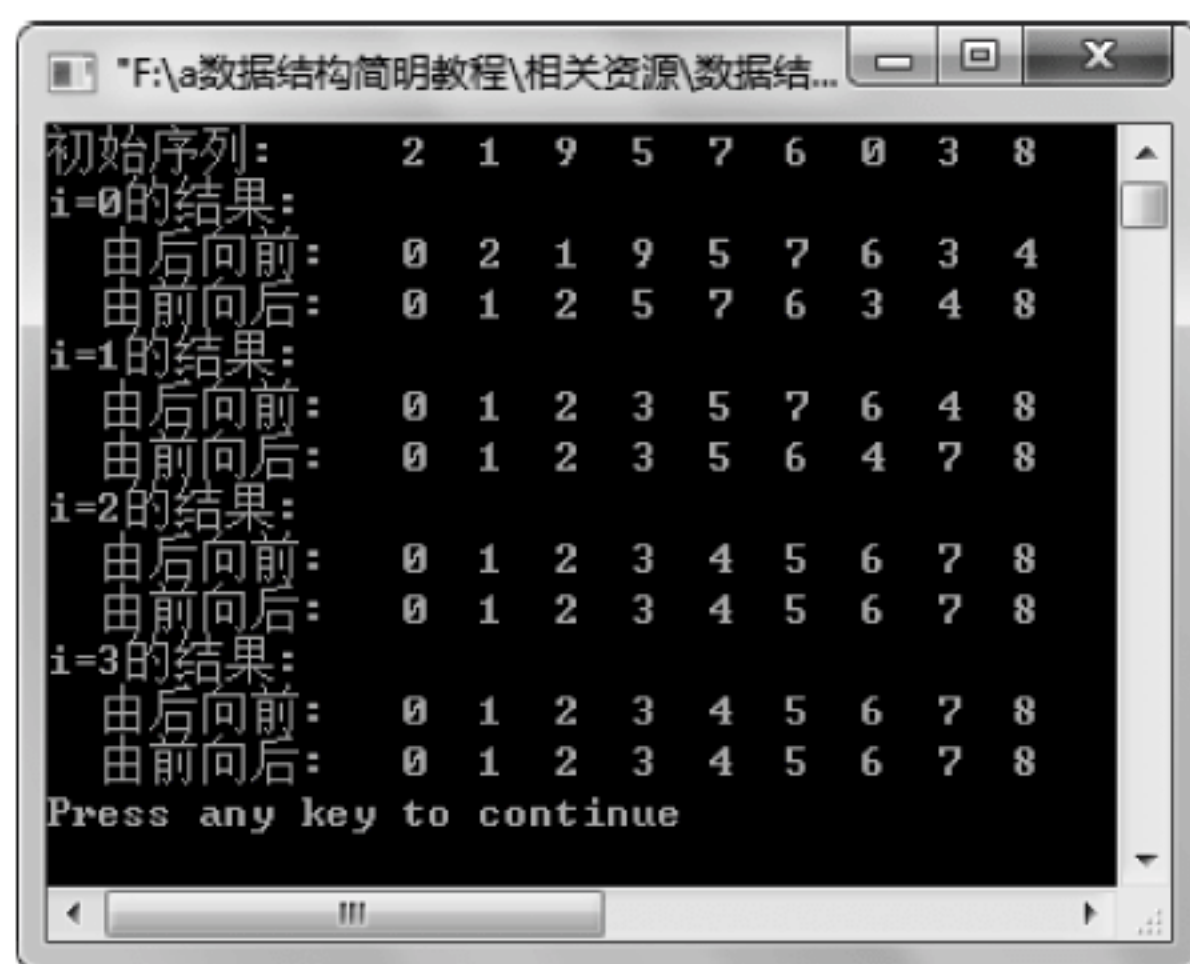 "F:\a数据结构简明教程\相关资源\数据结...
初始序列: 2 1 9 5 7 6 0 3 8
i=0的结果:
由后向前: 0 2 1 9 5 7 6 3 4
由前向后: 0 1 2 5 7 6 3 4 8
i=1的结果:
由后向前: 0 1 2 3 5 7 6 4 8
由前向后: 0 1 2 3 5 6 4 7 8
i=2的结果:
由后向前: 0 1 2 3 4 5 6 7 8
由前向后: 0 1 2 3 4 5 6 7 8
i=3的结果:
由后向前: 0 1 2 3 4 5 6 7 8
由前向后: 0 1 2 3 4 5 6 7 8
Press any key to continue